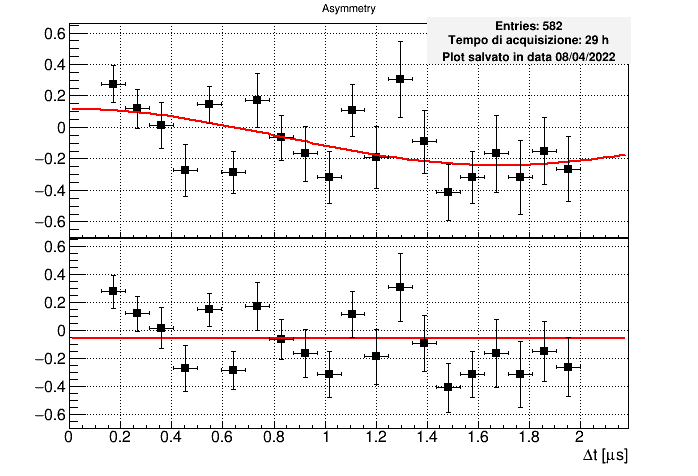 Asymmetry
Entries: 582
Tempo di acquisizione: 29 h
Plot salvato in data 08/04/2022
0.6
0.4
0.2
0
−0.2
−0.4
−0.6
0.6
0.4
0.2
0
−0.2
−0.4
−0.6
0 0.2 0.4 0.6 0.8 1 1.2 1.4 1.6 1.8 2
Δt [μs]